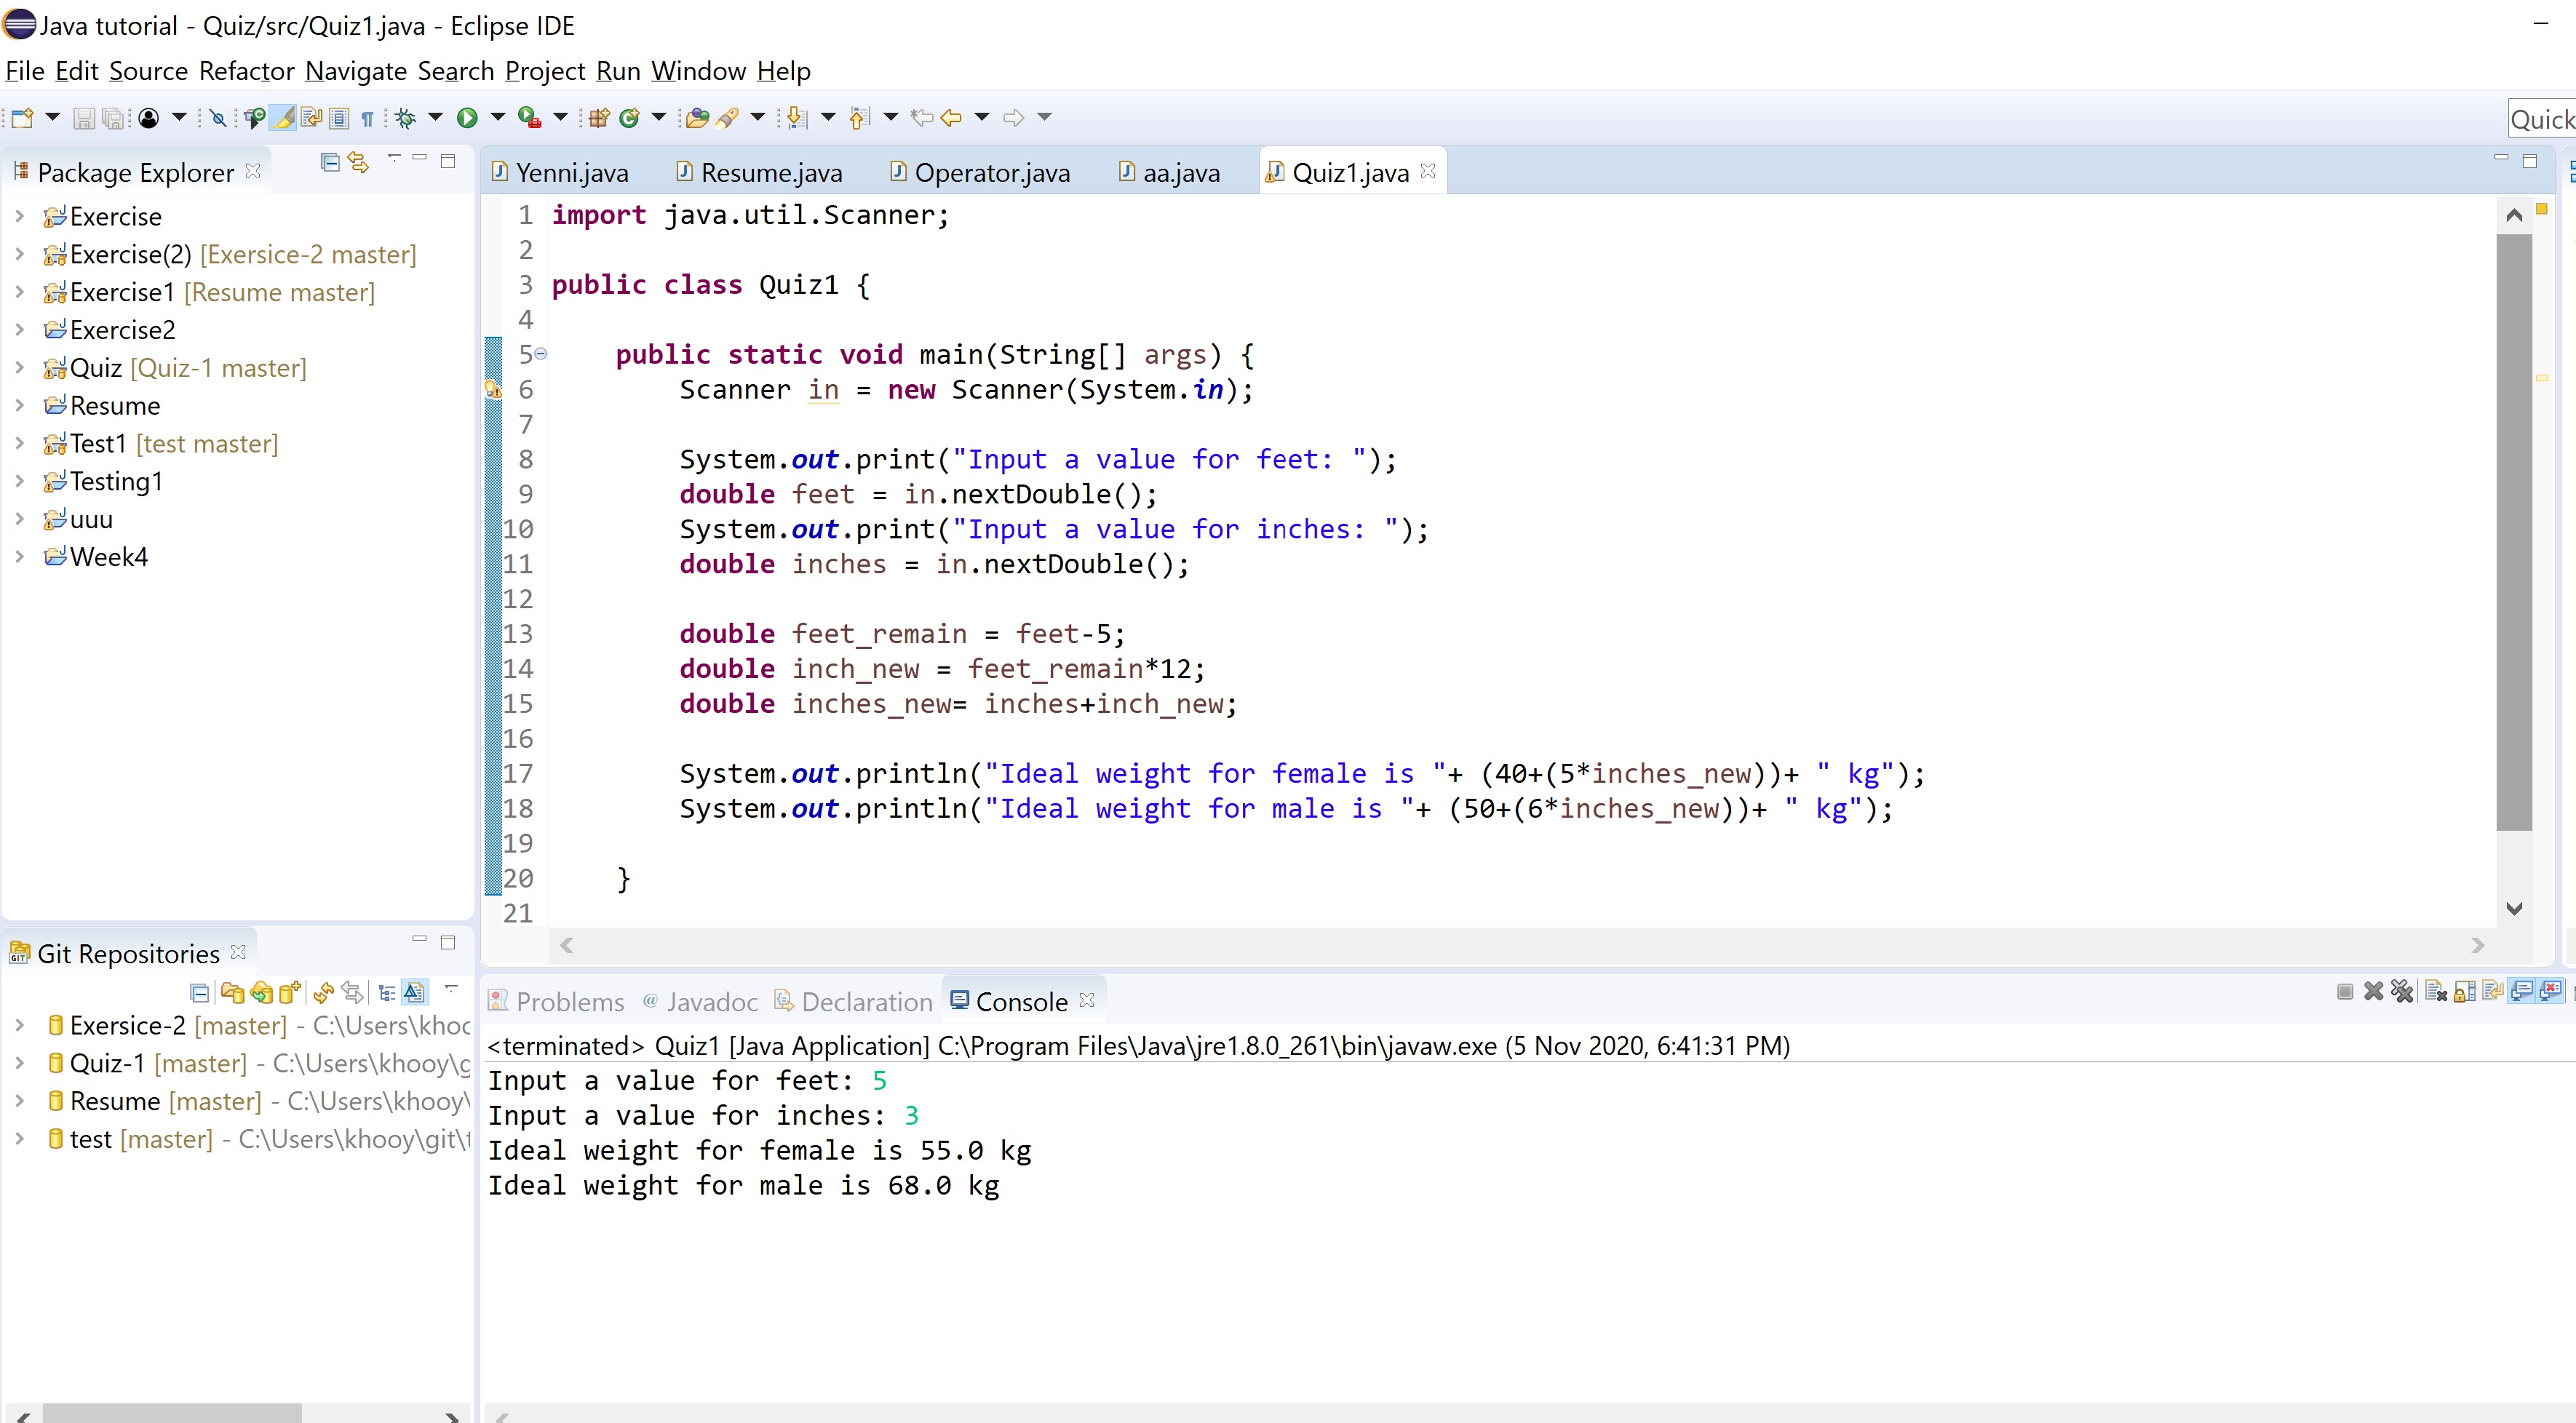 Java tutorial - Quiz/src/Quiz1.java - Eclipse IDE
File Edit Source Refactor Navigate Search Project Run Window Help
Quick
Package Explorer
Exercise
Exercise(2) [Exersice-2 master]
Exercise1 [Resume master]
Exercise2
Quiz [Quiz-1 master]
Resume
Test1 [test master]
Testing1
uuu
Week4
Git Repositories
Exersice-2 [master] - C:\Users\khoo
Quiz-1 [master] - C:\Users\khooy\g
Resume [master] - C:\Users\khooy\
test [master] - C:\Users\khooy\git\t
Yenni.java Resume.java Operator.java aa.java Quiz1.java
1 import java.util.Scanner;
2
3 public class Quiz1 {
4
5     public static void main(String[] args) {
6         Scanner in = new Scanner(System.in);
7
8         System.out.print("Input a value for feet: ");
9         double feet = in.nextDouble();
10         System.out.print("Input a value for inches: ");
11         double inches = in.nextDouble();
12
13         double feet_remain = feet-5;
14         double inch_new = feet_remain*12;
15         double inches_new= inches+inch_new;
16
17         System.out.println("Ideal weight for female is "+ (40+(5*inches_new))+ " kg");
18         System.out.println("Ideal weight for male is "+ (50+(6*inches_new))+ " kg");
19
20     }
21
Problems Javadoc Declaration Console
<terminated> Quiz1 [Java Application] C:\Program Files\Java\jre1.8.0_261\bin\javaw.exe (5 Nov 2020, 6:41:31 PM)
Input a value for feet: 5
Input a value for inches: 3
Ideal weight for female is 55.0 kg
Ideal weight for male is 68.0 kg